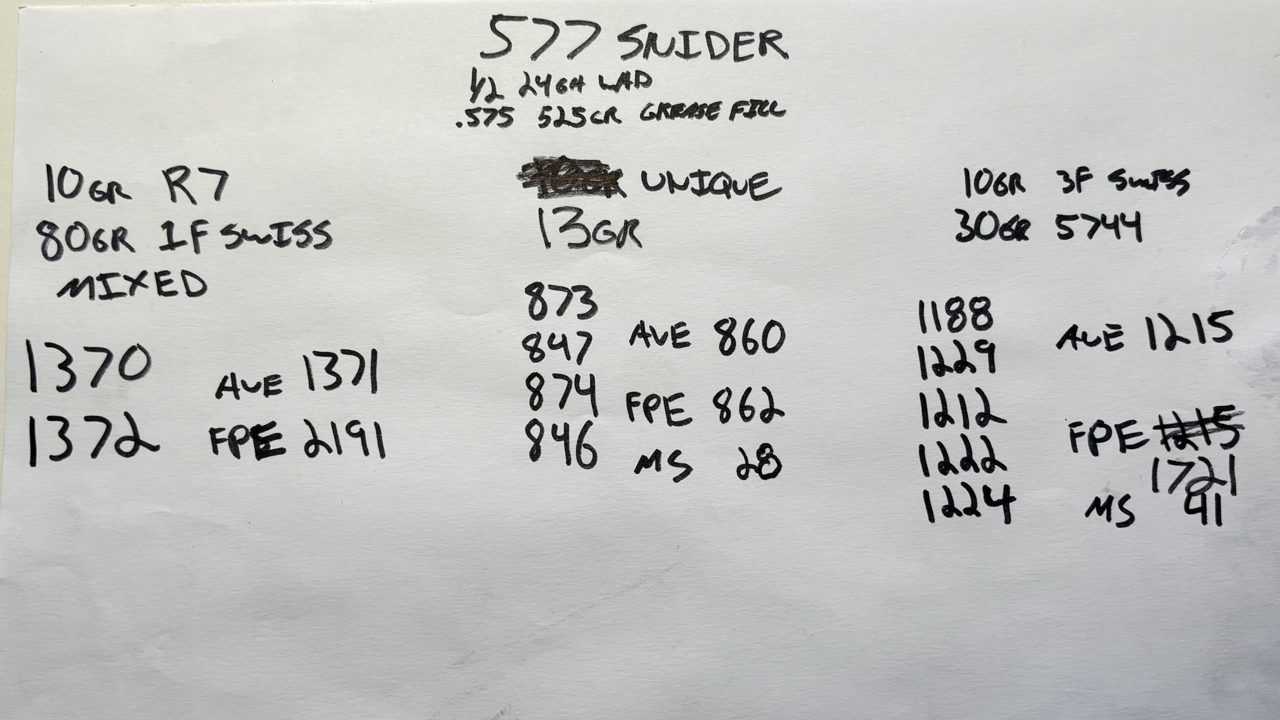 577 SNIDER
1/2 24GA WAD
.575 525GR GREASE FILL
10GR R7
80GR 1F SWISS
MIXED
1370
1372
AVE 1371
FPE 2191
UNIQUE
13GR
873
847
874
846
AVE 860
FPE 862
MS 28
10GR 3F SWISS
30GR 5744
1188
1229
1212
1222
1224
AVE 1215
FPE 1215
1721
MS 41